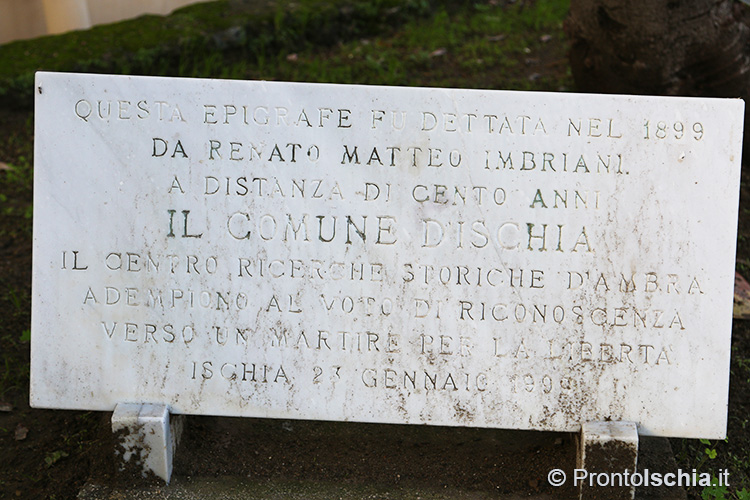 QUESTA EPIGRAFE FU DETTATA NEL 1899
DA RENATO MATTEO IMBRIANI.
A DISTANZA DI CENTO ANNI
IL COMUNE D'ISCHIA
IL CENTRO RICERCHE STORICHE D'AMBRA
ADEMPIONO AL VOTO DI RICONOSCENZA
VERSO UN MARTIRE PER LA LIBERTA
ISCHIA 23 GENNAIO
© ProntoIschia.it